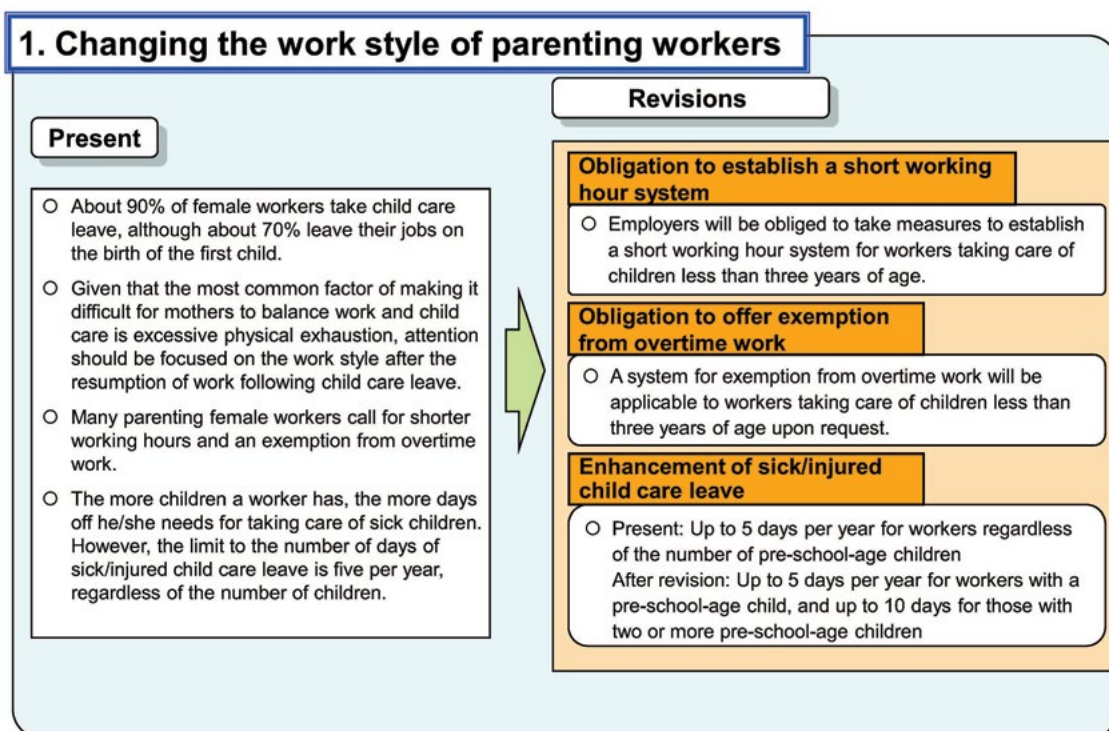 1. Changing the work style of parenting workers
Present
○ About 90% of female workers take child care
leave, although about 70% leave their jobs on
the birth of the first child.
○ Given that the most common factor of making it
difficult for mothers to balance work and child
care is excessive physical exhaustion, attention
should be focused on the work style after the
resumption of work following child care leave.
○ Many parenting female workers call for shorter
working hours and an exemption from overtime
work.
○ The more children a worker has, the more days
off he/she needs for taking care of sick children.
However, the limit to the number of days of
sick/injured child care leave is five per year,
regardless of the number of children.
Revisions
Obligation to establish a short working
hour system
○ Employers will be obliged to take measures to establish
a short working hour system for workers taking care of
children less than three years of age.
Obligation to offer exemption
from overtime work
○ A system for exemption from overtime work will be
applicable to workers taking care of children less than
three years of age upon request.
Enhancement of sick/injured
child care leave
○ Present: Up to 5 days per year for workers regardless
of the number of pre-school-age children
After revision: Up to 5 days per year for workers with a
pre-school-age child, and up to 10 days for those with
two or more pre-school-age children